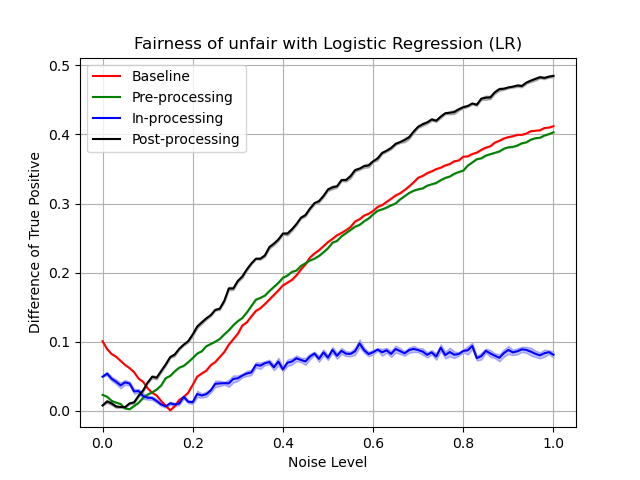 Fairness of unfair with Logistic Regression (LR)
Baseline
Pre-processing
In-processing
Post-processing
Difference of True Positive
0.5
0.4
0.3
0.2
0.1
0.0
0.0 0.2 0.4 0.6 0.8 1.0
Noise Level